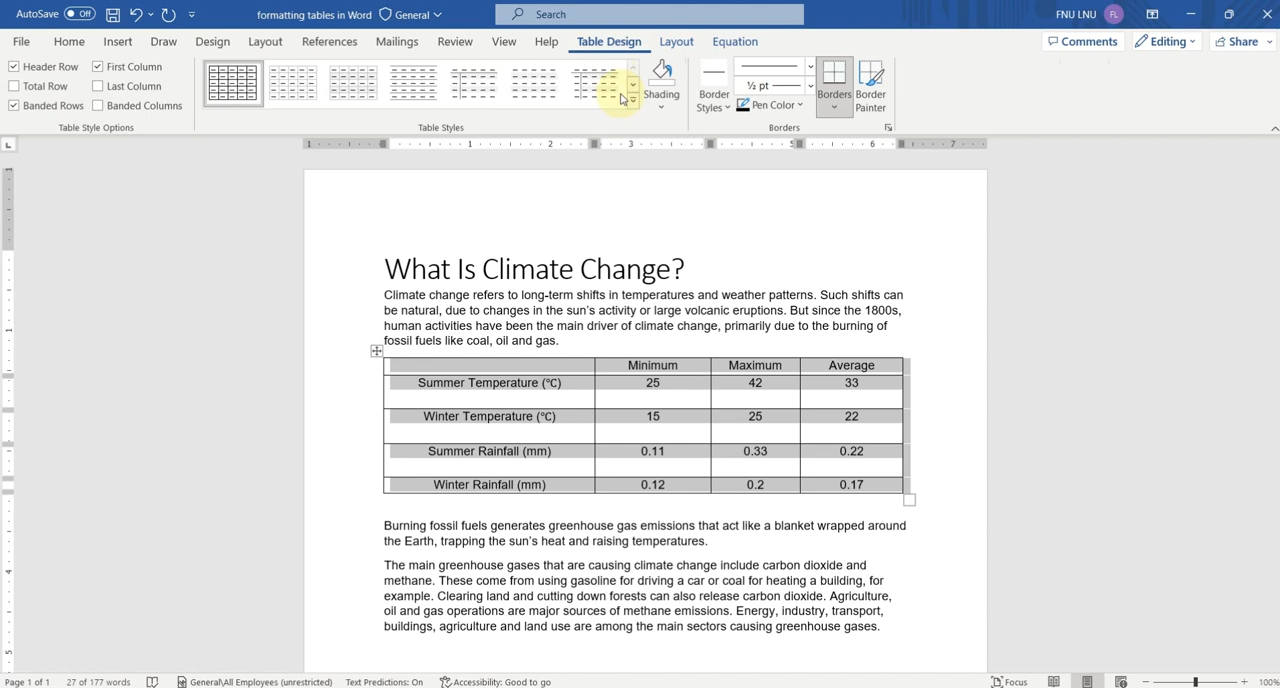 AutoSave Off formatting tables in Word General Search FNU LNU FL
File Home Insert Draw Design Layout References Mailings Review View Help Table Design Layout Equation Comments Editing Share
Header Row First Column
Total Row Last Column
Banded Rows Banded Columns
Table Style Options
Table Styles
Shading
Border Styles
½ pt
Pen Color
Borders
Border Painter
Borders
1 1 2 3 5 6 7
What Is Climate Change?
Climate change refers to long-term shifts in temperatures and weather patterns. Such shifts can
be natural, due to changes in the sun's activity or large volcanic eruptions. But since the 1800s,
human activities have been the main driver of climate change, primarily due to the burning of
fossil fuels like coal, oil and gas.
Minimum Maximum Average
Summer Temperature (℃) 25 42 33
Winter Temperature (℃) 15 25 22
Summer Rainfall (mm) 0.11 0.33 0.22
Winter Rainfall (mm) 0.12 0.2 0.17
Burning fossil fuels generates greenhouse gas emissions that act like a blanket wrapped around
the Earth, trapping the sun's heat and raising temperatures.
The main greenhouse gases that are causing climate change include carbon dioxide and
methane. These come from using gasoline for driving a car or coal for heating a building, for
example. Clearing land and cutting down forests can also release carbon dioxide. Agriculture,
oil and gas operations are major sources of methane emissions. Energy, industry, transport,
buildings, agriculture and land use are among the main sectors causing greenhouse gases.
Page 1 of 1 27 of 177 words General\All Employees (unrestricted) Text Predictions: On Accessibility: Good to go Focus 100%